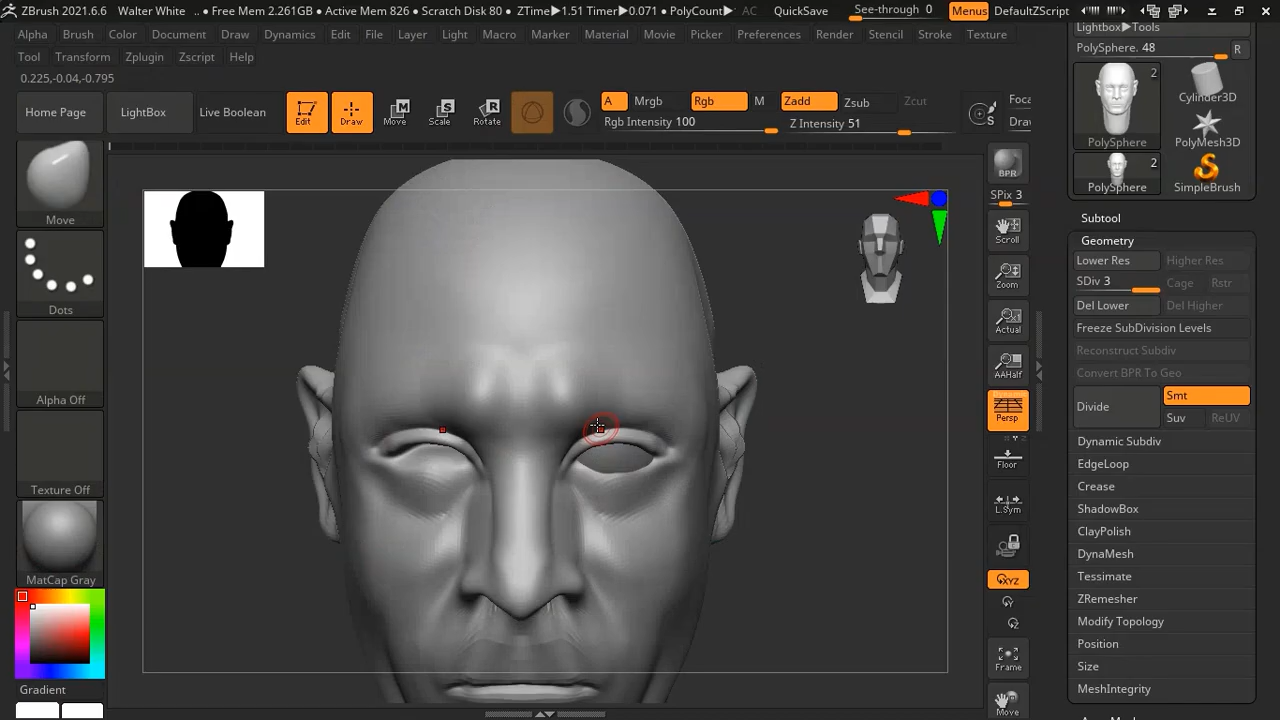 ZBrush 2021.6.6 Walter White .. • Free Mem 2.261GB • Active Mem 826 • Scratch Disk 80 • ZTime▶1.51 Timer▶0.071 • PolyCount▶ AC QuickSave See-through 0 Menus DefaultZScript
Alpha Brush Color Document Draw Dynamics Edit File Layer Light Macro Marker Material Movie Picker Preferences Render Stencil Stroke Texture
Tool Transform Zplugin Zscript Help
0.225,-0.04,-0.795
Home Page LightBox Live Boolean Edit Draw Move Scale Rotate
A Mrgb Rgb M Zadd Zsub Zcut Foca
Rgb Intensity 100 Z Intensity 51 Draw
Move
Dots
Alpha Off
Texture Off
MatCap Gray
Gradient
BPR
SPix 3
Scroll
Zoom
Actual
AAHalf
Persp
Floor
L.Sym
XYZ
Frame
Move
Lightbox▶Tools
PolySphere. 48 R
2
Cylinder3D
PolySphere PolyMesh3D
2
PolySphere SimpleBrush
Subtool
Geometry
Lower Res Higher Res
SDiv 3 Cage Rstr
Del Lower Del Higher
Freeze SubDivision Levels
Reconstruct Subdiv
Convert BPR To Geo
Divide Smt
Suv ReUV
Dynamic Subdiv
EdgeLoop
Crease
ShadowBox
ClayPolish
DynaMesh
Tessimate
ZRemesher
Modify Topology
Position
Size
MeshIntegrity